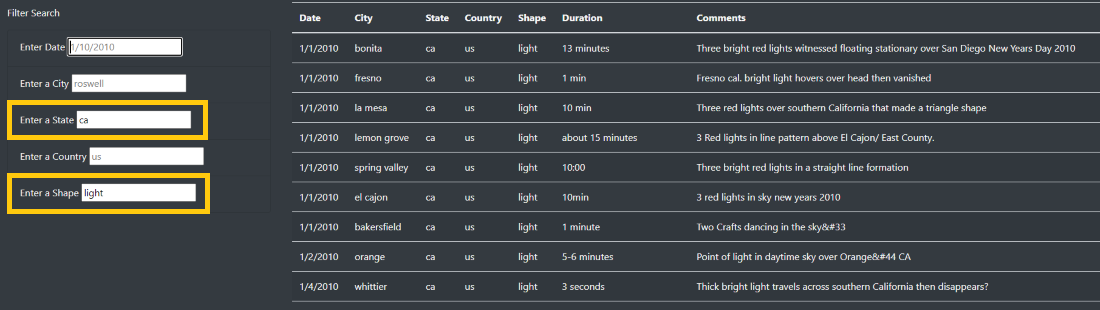 Filter Search
Enter Date 1/10/2010
Enter a City roswell
Enter a State ca
Enter a Country us
Enter a Shape light
Date City State Country Shape Duration Comments
1/1/2010 bonita ca us light 13 minutes Three bright red lights witnessed floating stationary over San Diego New Years Day 2010
1/1/2010 fresno ca us light 1 min Fresno cal. bright light hovers over head then vanished
1/1/2010 la mesa ca us light 10 min Three red lights over southern California that made a triangle shape
1/1/2010 lemon grove ca us light about 15 minutes 3 Red lights in line pattern above El Cajon/ East County.
1/1/2010 spring valley ca us light 10:00 Three bright red lights in a straight line formation
1/1/2010 el cajon ca us light 10min 3 red lights in sky new years 2010
1/1/2010 bakersfield ca us light 1 minute Two Crafts dancing in the sky&#33
1/2/2010 orange ca us light 5-6 minutes Point of light in daytime sky over Orange&#44 CA
1/4/2010 whittier ca us light 3 seconds Thick bright light travels across southern California then disappears?